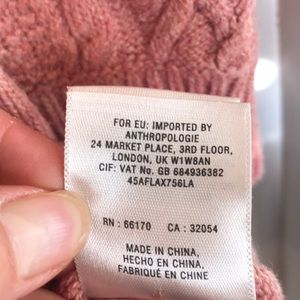 FOR EU: IMPORTED BY
ANTHROPOLOGIE
24 MARKET PLACE, 3RD FLOOR,
LONDON, UK W1W8AN
CIF: VAT No. GB 684936382
45AFLAX756LA
RN : 66170 CA : 32054
MADE IN CHINA,
HECHO EN CHINA,
FABRIQUÉ EN CHINE